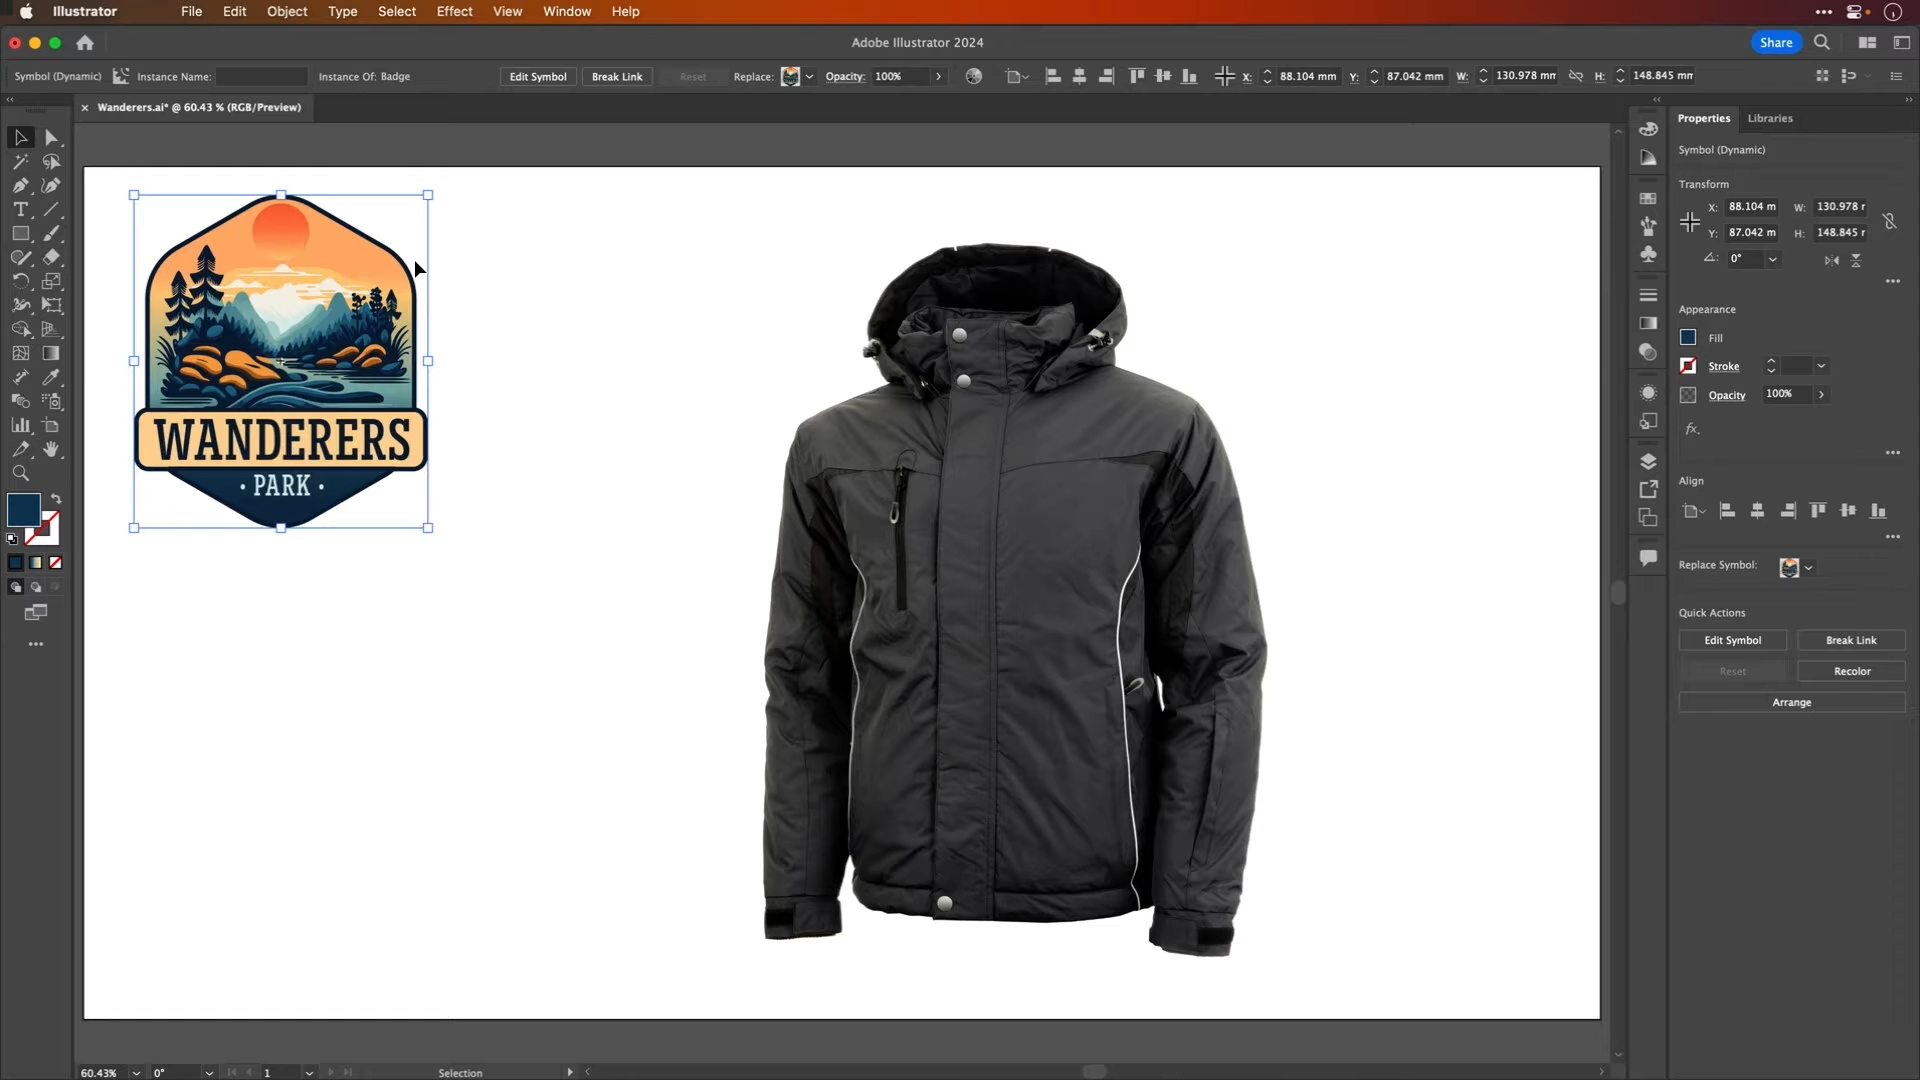 Illustrator File Edit Object Type Select Effect View Window Help
Adobe Illustrator 2024
Share
Symbol (Dynamic) Instance Name: Instance Of: Badge Edit Symbol Break Link Reset Replace: Opacity: 100% X: 88.104 mm Y: 87.042 mm W: 130.978 mm H: 148.845 mm
Wanderers.ai* @ 60.43 % (RGB/Preview)
WANDERERS
· PARK ·
Properties Libraries
Symbol (Dynamic)
Transform
X: 88.104 m W: 130.978 r
Y: 87.042 m H: 148.845 r
0°
Appearance
Fill
Stroke
Opacity 100%
fx.
Align
Replace Symbol:
Quick Actions
Edit Symbol Break Link
Reset Recolor
Arrange
60.43% 0° 1 Selection